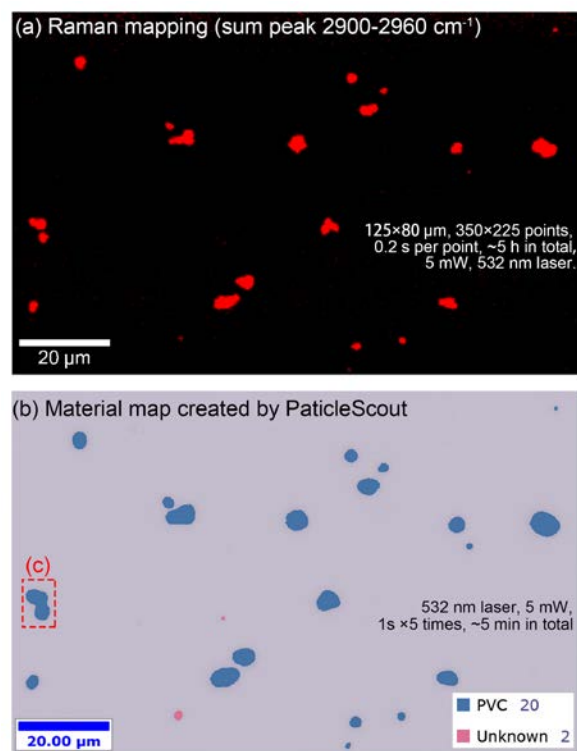 (a) Raman mapping (sum peak 2900-2960 cm⁻¹)
125×80 µm, 350×225 points,
0.2 s per point, ~5 h in total,
5 mW, 532 nm laser.
20 µm
(b) Material map created by PaticleScout
(c)
532 nm laser, 5 mW,
1s ×5 times, ~5 min in total
PVC 20
Unknown 2
20.00 µm